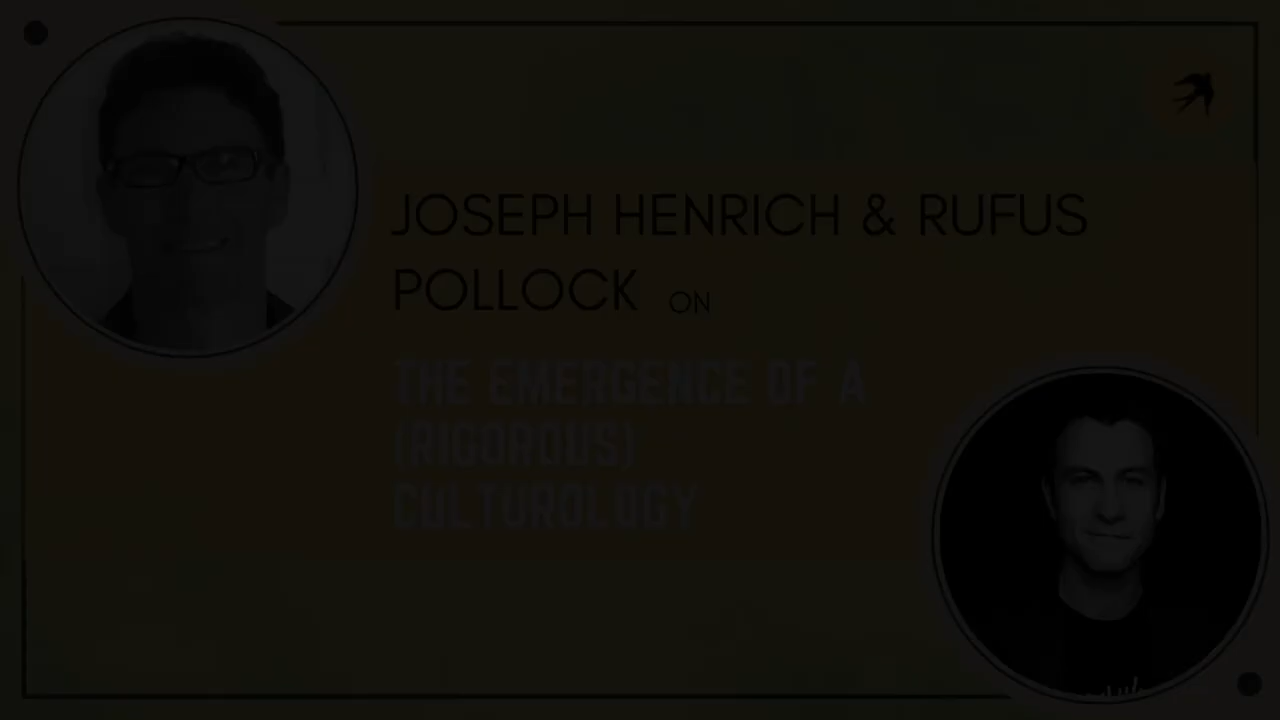 JOSEPH HENRICH & RUFUS
POLLOCK ON
THE EMERGENCE OF A
(RIGOROUS)
CULTUROLOGY